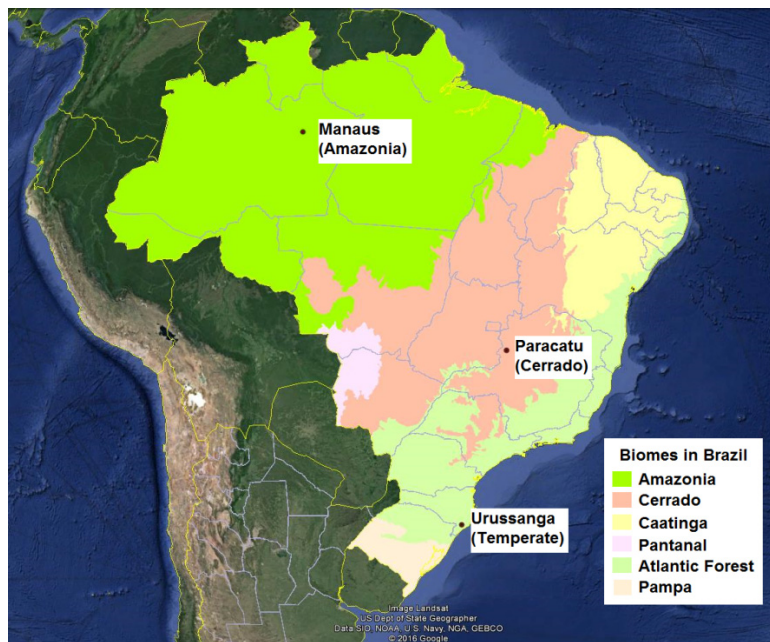 Manaus
(Amazonia)
Paracatu
(Cerrado)
Biomes in Brazil
Amazonia
Cerrado
Caatinga
Pantanal
Atlantic Forest
Pampa
Urussanga
(Temperate)
Image Landsat
US Dept of State Geographer
Data SIO, NOAA, U.S. Navy, NGA, GEBCO
© 2016 Google